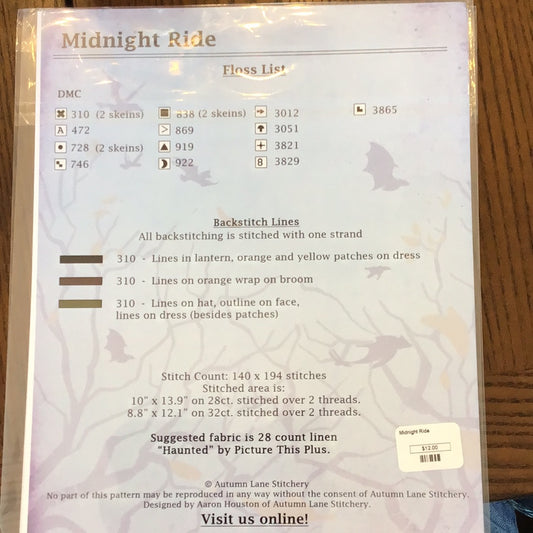 Midnight Ride
Floss List
DMC
310 (2 skeins) 838 (2 skeins) 3012 3865
A 472 869 3051
728 (2 skeins) 919 3821
746 922 8 3829
Backstitch Lines
All backstitching is stitched with one strand
310 - Lines in lantern, orange and yellow patches on dress
310 - Lines on orange wrap on broom
310 - Lines on hat, outline on face,
lines on dress (besides patches)
Stitch Count: 140 x 194 stitches
Stitched area is:
10" x 13.9" on 28ct. stitched over 2 threads.
8.8" x 12.1" on 32ct. stitched over 2 threads.
Suggested fabric is 28 count linen
"Haunted" by Picture This Plus.
Midnight Ride
$12.00
© Autumn Lane Stitchery
No part of this pattern may be reproduced in any way without the consent of Autumn Lane Stitchery.
Designed by Aaron Houston of Autumn Lane Stitchery.
Visit us online!